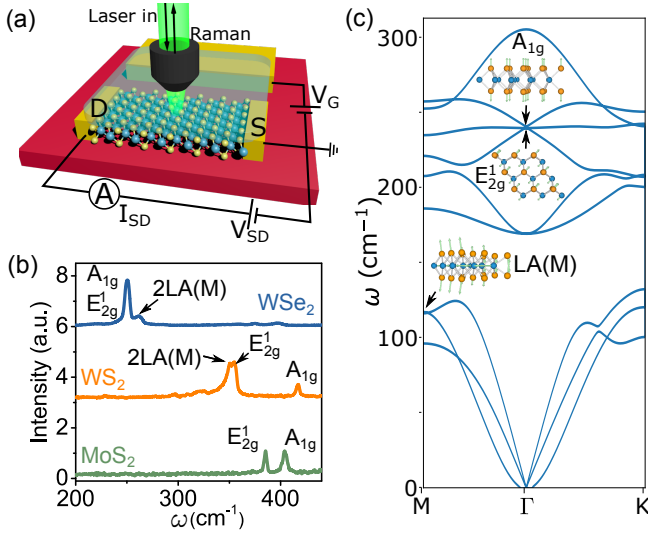 (a)
Laser in
Raman
D
S
V_G
A
I_SD
V_SD
(b)
Intensity (a.u.)
8
6
4
2
0
A_1g
E^1_2g
2LA(M)
WSe_2
2LA(M)
E^1_2g
A_1g
WS_2
E^1_2g
A_1g
MoS_2
200
300
400
ω(cm⁻¹)
(c)
ω (cm⁻¹)
300
200
100
0
A_1g
E^1_2g
LA(M)
M
Γ
K